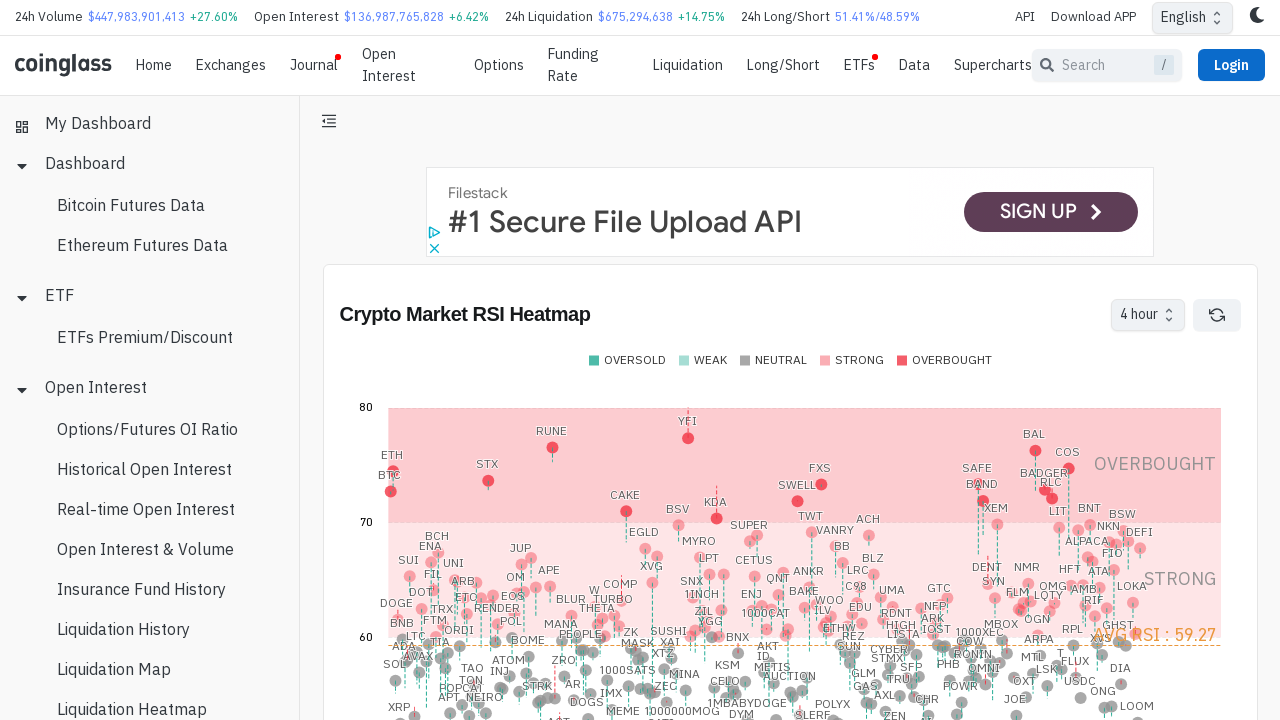 24h Volume $447,983,901,413 +27.60% Open Interest $136,987,765,828 +6.42% 24h Liquidation $675,294,638 +14.75% 24h Long/Short 51.41%/48.59% API Download APP English
coinglass Home Exchanges Journal Open Interest Options Funding Rate Liquidation Long/Short ETFs Data Supercharts Search / Login
My Dashboard
Dashboard
Bitcoin Futures Data
Ethereum Futures Data
ETF
ETFs Premium/Discount
Open Interest
Options/Futures OI Ratio
Historical Open Interest
Real-time Open Interest
Open Interest & Volume
Insurance Fund History
Liquidation History
Liquidation Map
Liquidation Heatmap
Filestack
#1 Secure File Upload API
SIGN UP
Crypto Market RSI Heatmap
4 hour
OVERSOLD WEAK NEUTRAL STRONG OVERBOUGHT
80
YFI
RUNE
BAL
ETH
COS
STX
FXS
SAFE
BTC
BADGER
OVERBOUGHT
SWELL
BAND
RLC
CAKE
KDA
BSV
XEM
LIT
BNT
70
TWT
ACH
BSW
SUPER
NKN
EGLD
VANRY
DEFI
BCH
MYRO
ALPACA
ENA
JUP
BB
FIO
SUI
UNI
LPT
CETUS
BLZ
XVG
APE
ANKR
LRC
DENT
NMR
HFT
ATA
FIL
OM
ARB
SNX
QNT
SYN
STRONG
COMP
C98
GTC
OMG
AMB
LOKA
DOT
ETC
EOS
W
1INCH
ENJ
BAKE
UMA
FLM
LQTY
DOGE
TRX
RENDER
BLUR
TURBO
THETA
ZIL
1000CAT
WOO
ILV
EDU
RDNT
NFP
RIF
BNB
FTM
POL
MANA
YGG
ETHW
HIGH
ARK
IOST
MBOX
OGN
GHST
LTC
ORDI
BOME
PEOPLE
ZK
SUSHI
BNX
REZ
LISTA
1000XEC
RPL
60
AVG RSI : 59.27
ADA
TIA
MASK
XAI
AKT
SUN
CYBER
COW
ARPA
AVAX
ATOM
ZRO
XTZ
ID
STMX
RONIN
MTL
T
SOL
TAO
INJ
1000SATS
KSM
METIS
GLM
SFP
PHB
OMNI
LSK
FLUX
DIA
TON
AR
MINA
CELO
AUCTION
GAS
TRU
POWR
OXT
USDC
POPCAT
STRK
IMX
ZEC
AXL
ONG
APT
NEIRO
DOGS
1MBABYDOGE
POLYX
CHR
JOE
XRP
MEME
1000000MOG
DYM
SLERF
ZEN
LOOM